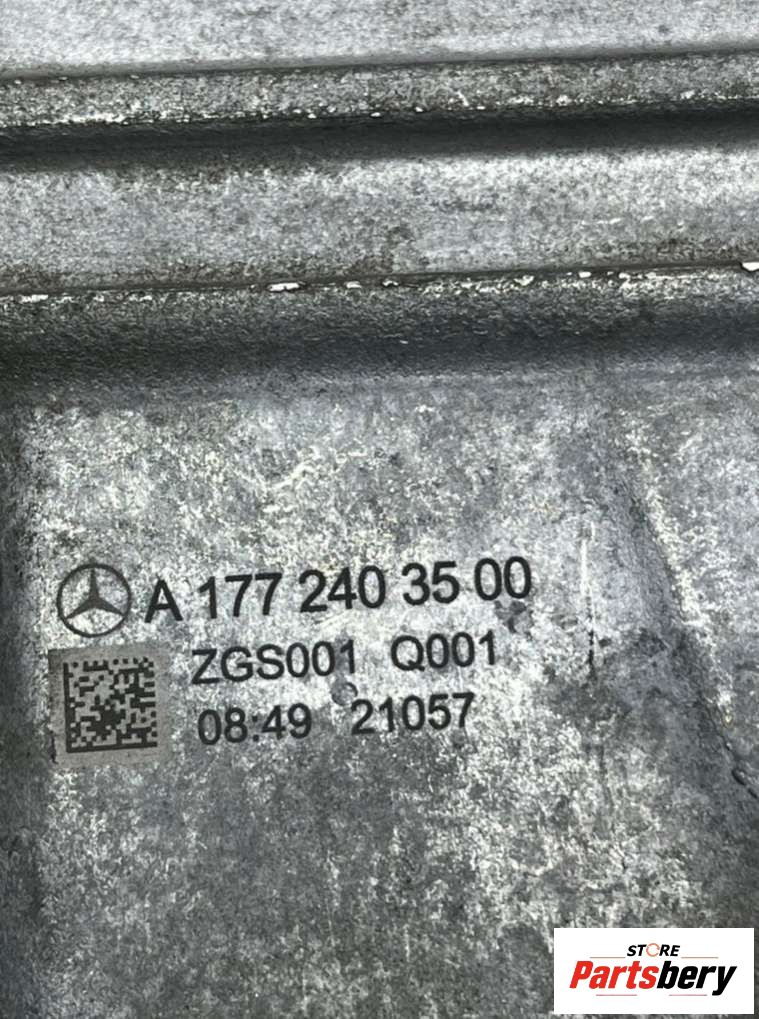 A 177 240 35 00
ZGS001 Q001
08:49 21057
STORE
Partsbery